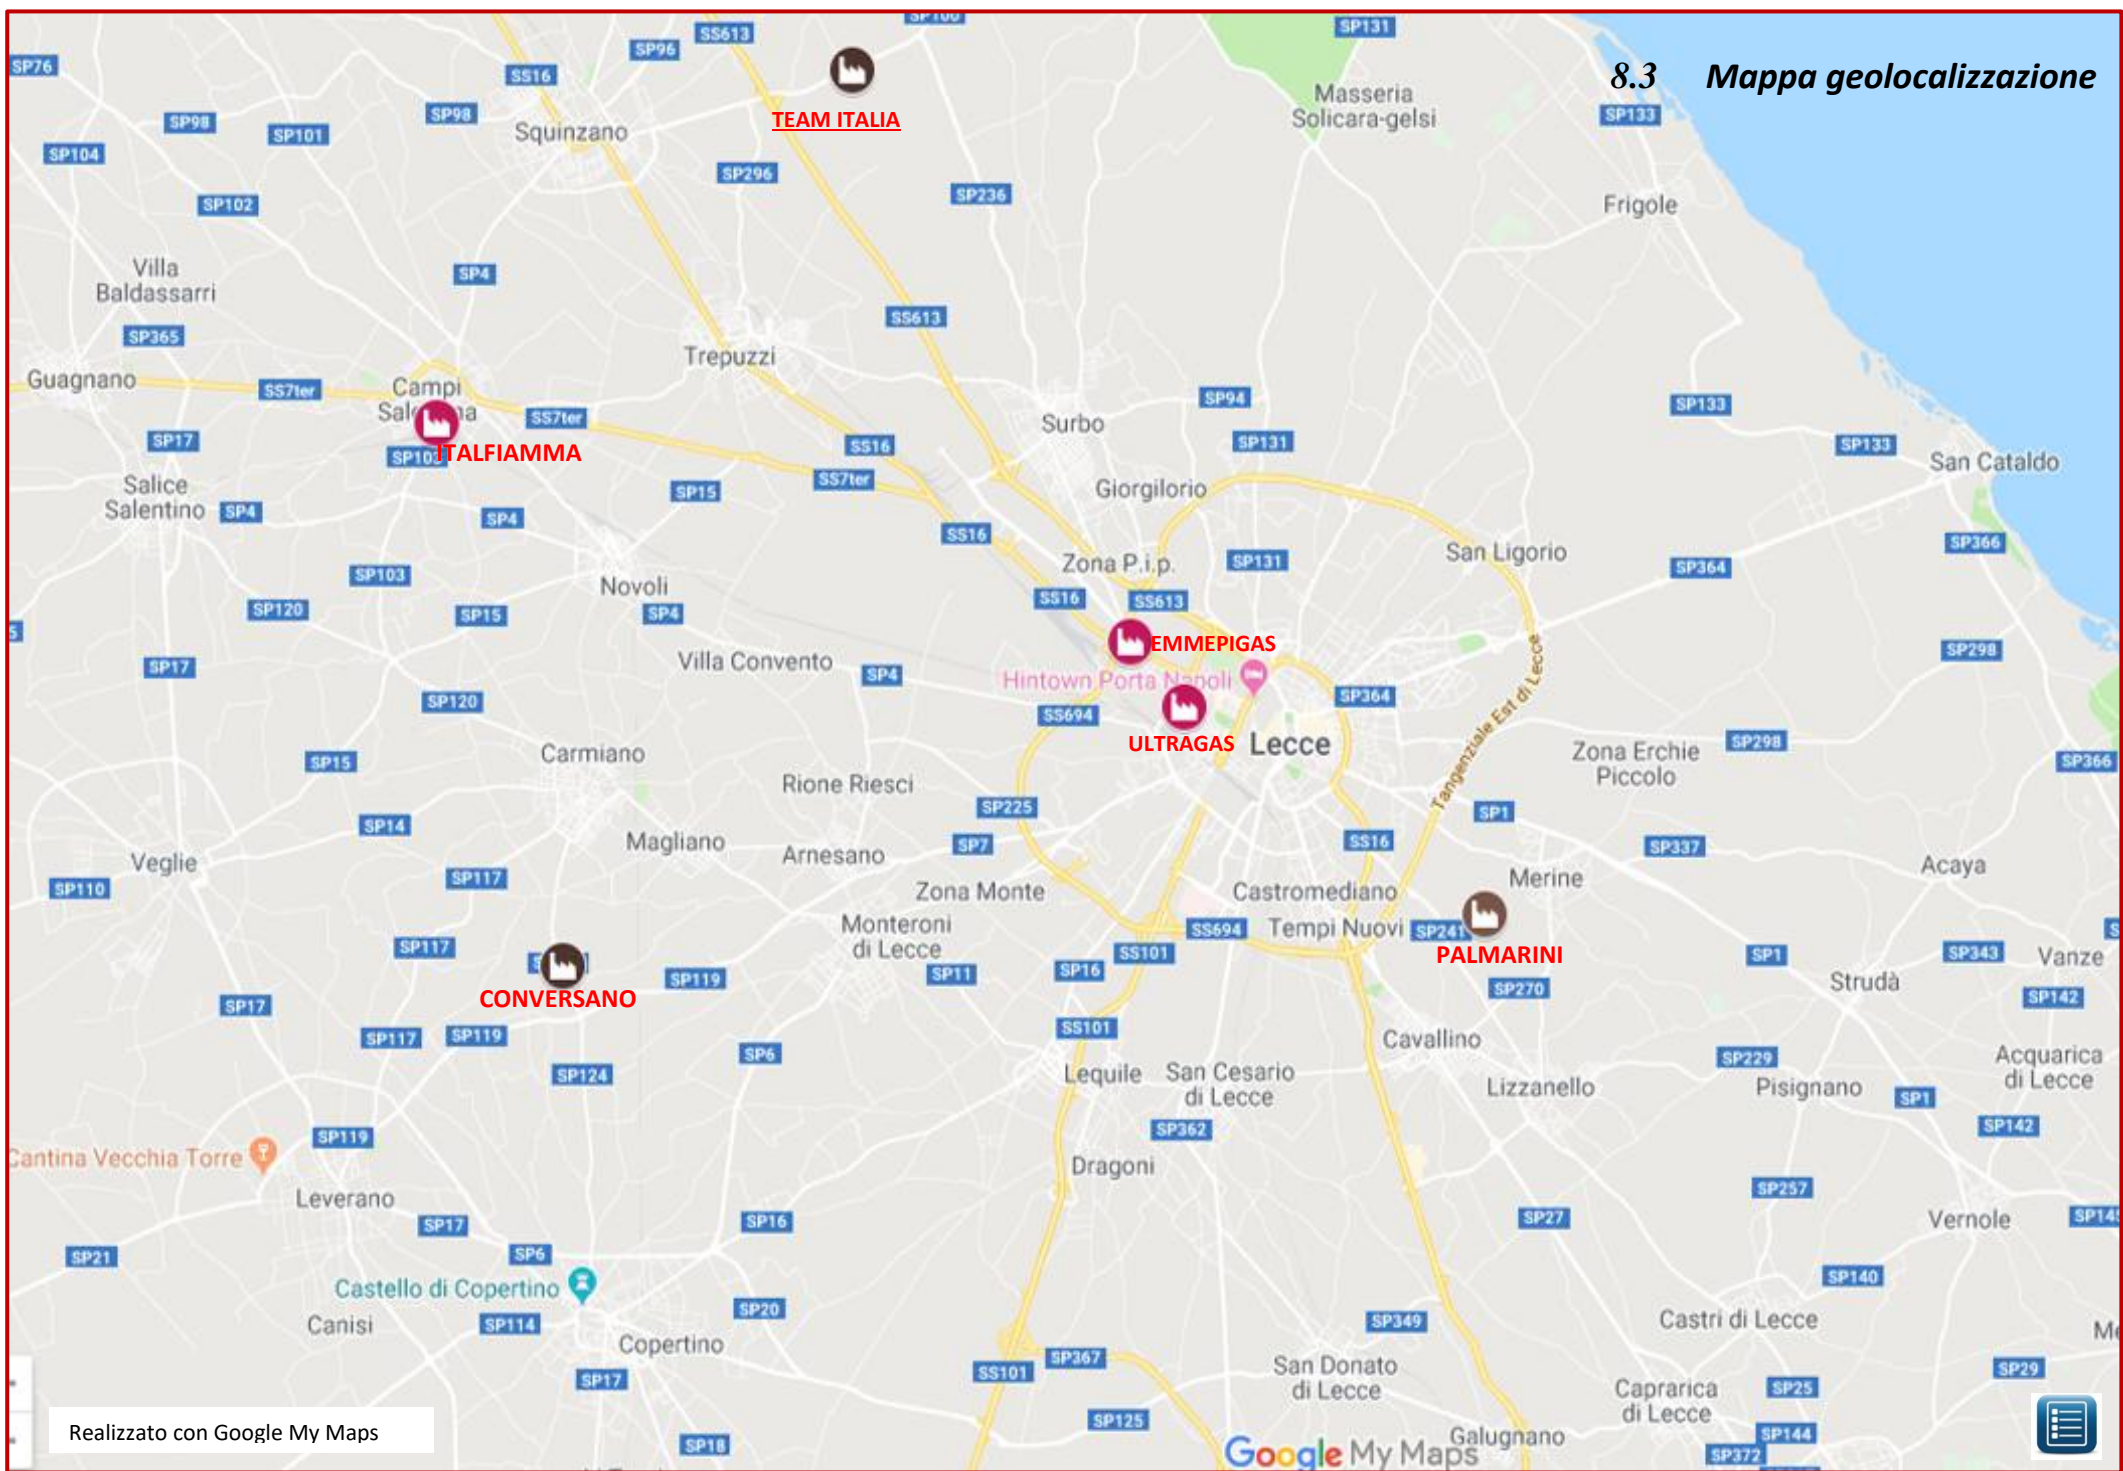 8.3 Mappa geolocalizzazione
SP76
SS16
SP96
SS613
SP131
SP98
SP101
SP98
Squinzano
TEAM ITALIA
Masseria
Solicara-gelsi
SP133
SP104
SP296
SP236
SP102
Frigole
Villa
Baldassarri
SP4
SS613
SP365
Trepuzzi
Guagnano
SS7ter
Campi
SS7ter
SP94
SP133
Surbo
SP17
SP103
ITALFIAMMA
SS16
SP131
SP133
San Cataldo
Salice
Salentino
SP4
SP4
SP15
SS7ter
Giorgilorio
SS16
San Ligorio
SP366
SP103
Novoli
Zona P.i.p.
SP131
SP364
SP120
SP15
SP4
SS16
SS613
SP17
Villa Convento
SP4
EMMEPIGAS
SP298
Hintown Porta Napoli
SP120
SS694
SP364
Tangenziale Est di Lecce
SP15
Carmiano
ULTRAGAS
Lecce
Zona Erchie
Piccolo
SP298
SP366
Rione Riesci
SP225
SP1
SP14
Magliano
Arnesano
SP7
SS16
SP337
Veglie
SP110
SP117
Zona Monte
Castromediano
Merine
Acaya
SP117
Monteroni
di Lecce
SS694
Tempi Nuovi
SP241
PALMARINI
CONVERSANO
SP119
SP11
SP16
SS101
SP270
SP1
SP343
Vanze
Strudà
SP142
SP17
SP117
SP119
SP6
SS101
Cavallino
SP124
Lequile
San Cesario
di Lecce
Lizzanello
SP229
Pisignano
Acquarica
di Lecce
SP1
SP119
SP362
SP142
Cantina Vecchia Torre
Dragoni
Leverano
SP257
SP17
SP16
SP27
Vernole
SP21
SP6
Castello di Copertino
SP140
Canisi
SP114
SP20
SP349
Castri di Lecce
Copertino
SP17
SS101
SP367
San Donato
di Lecce
Caprarica
di Lecce
SP25
SP29
SP125
SP144
SP18
Galugnano
SP372
Realizzato con Google My Maps
Google My Maps